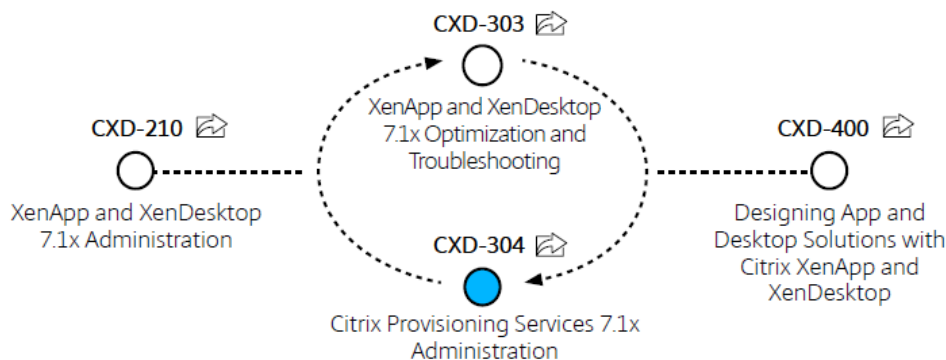 CXD-303
XenApp and XenDesktop
7.1x Optimization and
Troubleshooting
CXD-210
XenApp and XenDesktop
7.1x Administration
CXD-400
Designing App and
Desktop Solutions with
Citrix XenApp and
XenDesktop
CXD-304
Citrix Provisioning Services 7.1x
Administration